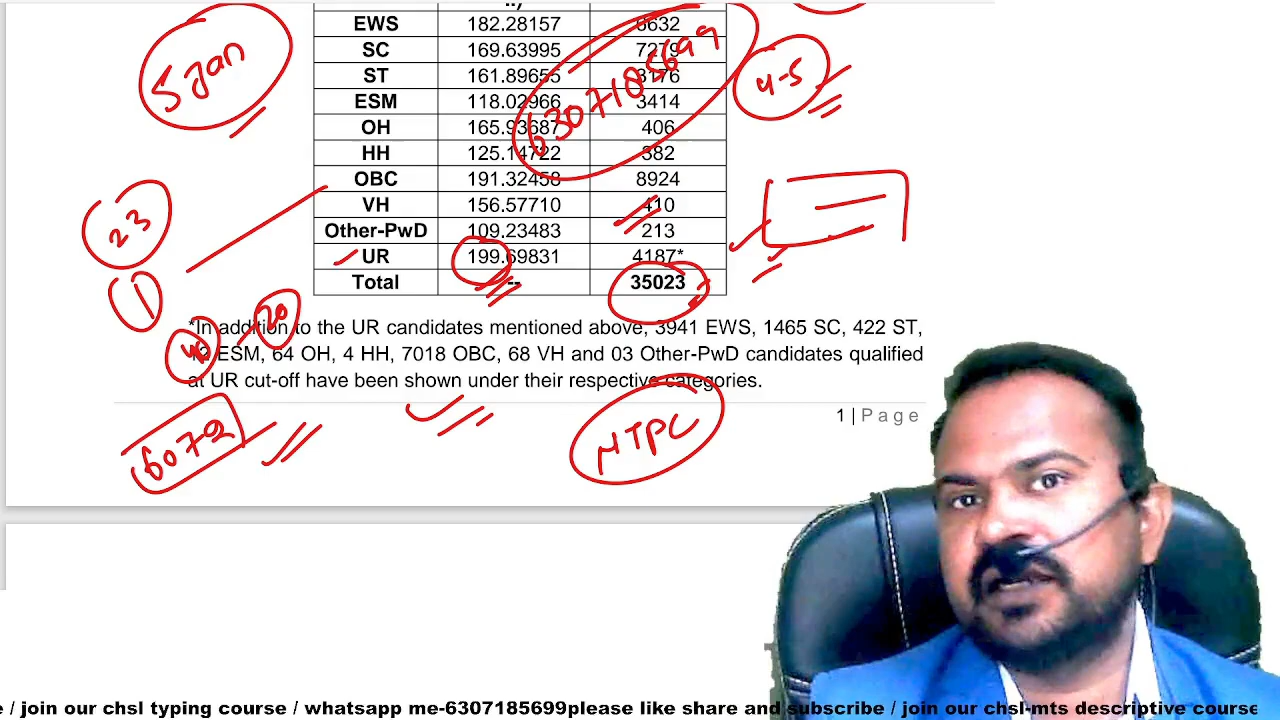 EWS 182.28157 6632
SC 169.63995 7279
ST 161.89655 3176
ESM 118.02966 3414
OH 165.93687 406
HH 125.14722 382
OBC 191.32458 8924
VH 156.57710 410
Other-PwD 109.23483 213
UR 199.69831 4187*
Total -- 35023
5 Jan
6307185699
4-5
23
1
20
*In addition to the UR candidates mentioned above, 3941 EWS, 1465 SC, 422 ST,
ESM, 64 OH, 4 HH, 7018 OBC, 68 VH and 03 Other-PwD candidates qualified
at UR cut-off have been shown under their respective categories.
1 | Page
6072
NTPC
/ join our chsl typing course / whatsapp me-6307185699please like share and subscribe / join our chsl-mts descriptive course